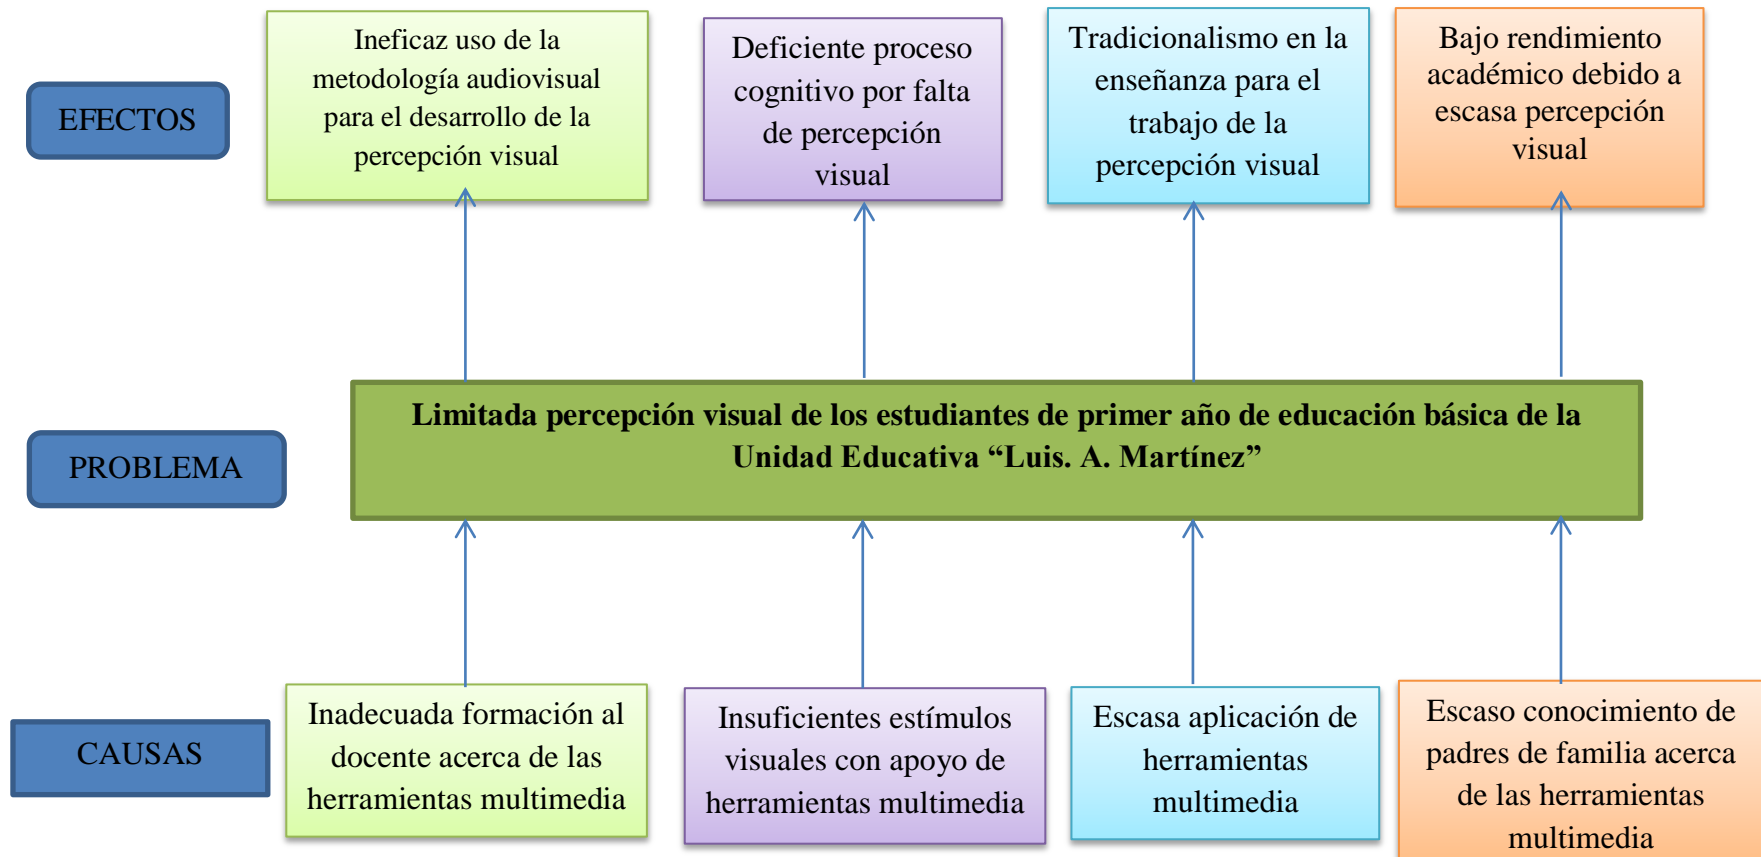 EFECTOS
Ineficaz uso de la
metodología audiovisual
para el desarrollo de la
percepción visual
Deficiente proceso
cognitivo por falta
de percepción
visual
Tradicionalismo en la
enseñanza para el
trabajo de la
percepción visual
Bajo rendimiento
académico debido a
escasa percepción
visual
PROBLEMA
Limitada percepción visual de los estudiantes de primer año de educación básica de la
Unidad Educativa “Luis. A. Martínez”
CAUSAS
Inadecuada formación al
docente acerca de las
herramientas multimedia
Insuficientes estímulos
visuales con apoyo de
herramientas multimedia
Escasa aplicación de
herramientas
multimedia
Escaso conocimiento de
padres de familia acerca
de las herramientas
multimedia